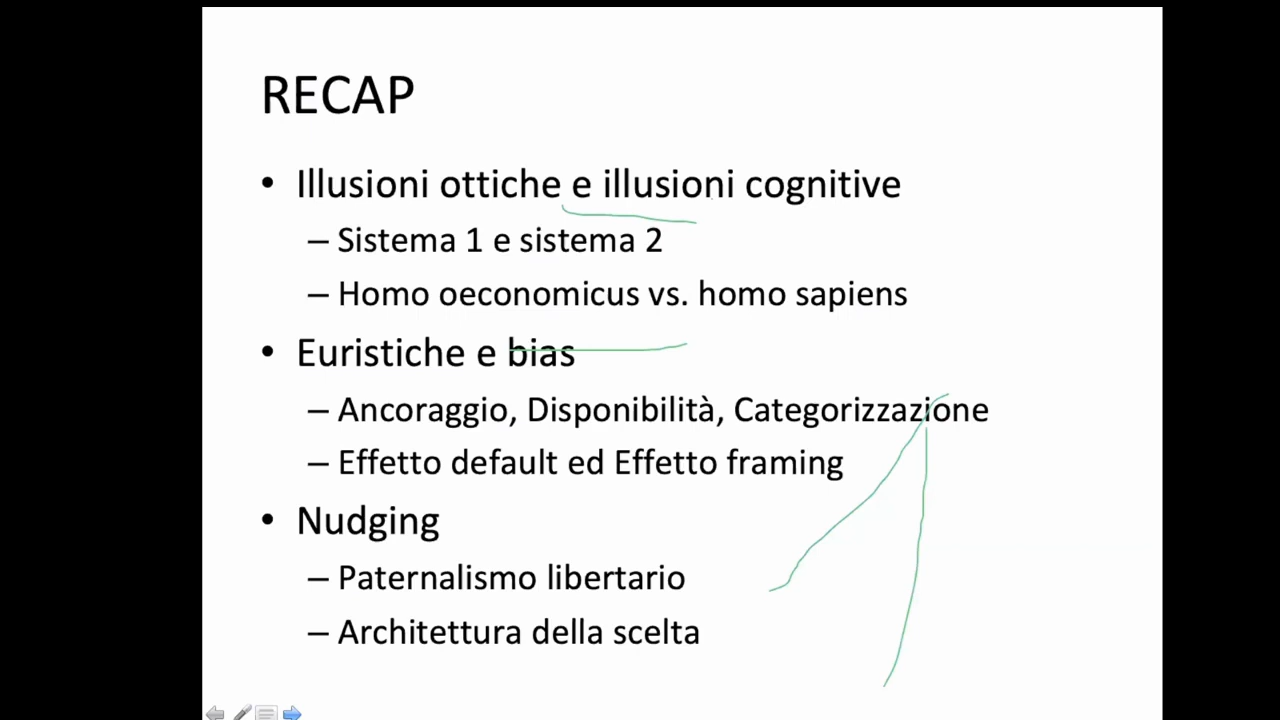 RECAP
• Illusioni ottiche e illusioni cognitive
– Sistema 1 e sistema 2
– Homo oeconomicus vs. homo sapiens
• Euristiche e bias
– Ancoraggio, Disponibilità, Categorizzazione
– Effetto default ed Effetto framing
• Nudging
– Paternalismo libertario
– Architettura della scelta